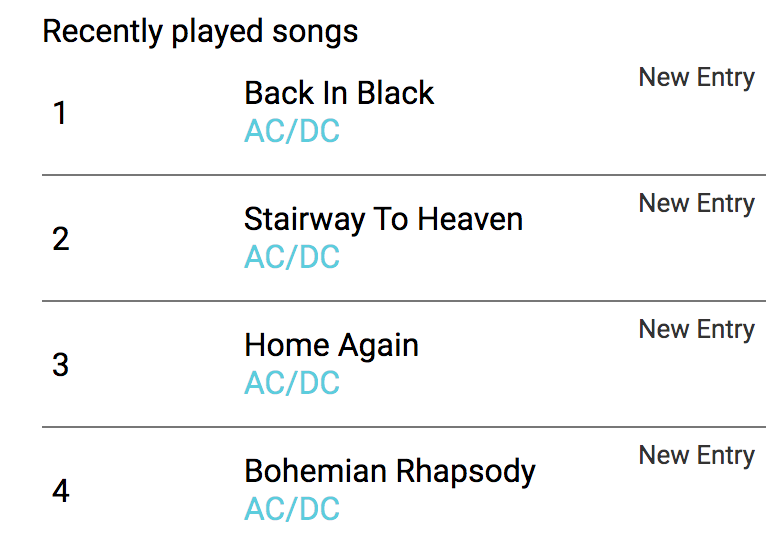 Recently played songs
New Entry
1
Back In Black
AC/DC
New Entry
2
Stairway To Heaven
AC/DC
New Entry
3
Home Again
AC/DC
New Entry
4
Bohemian Rhapsody
AC/DC